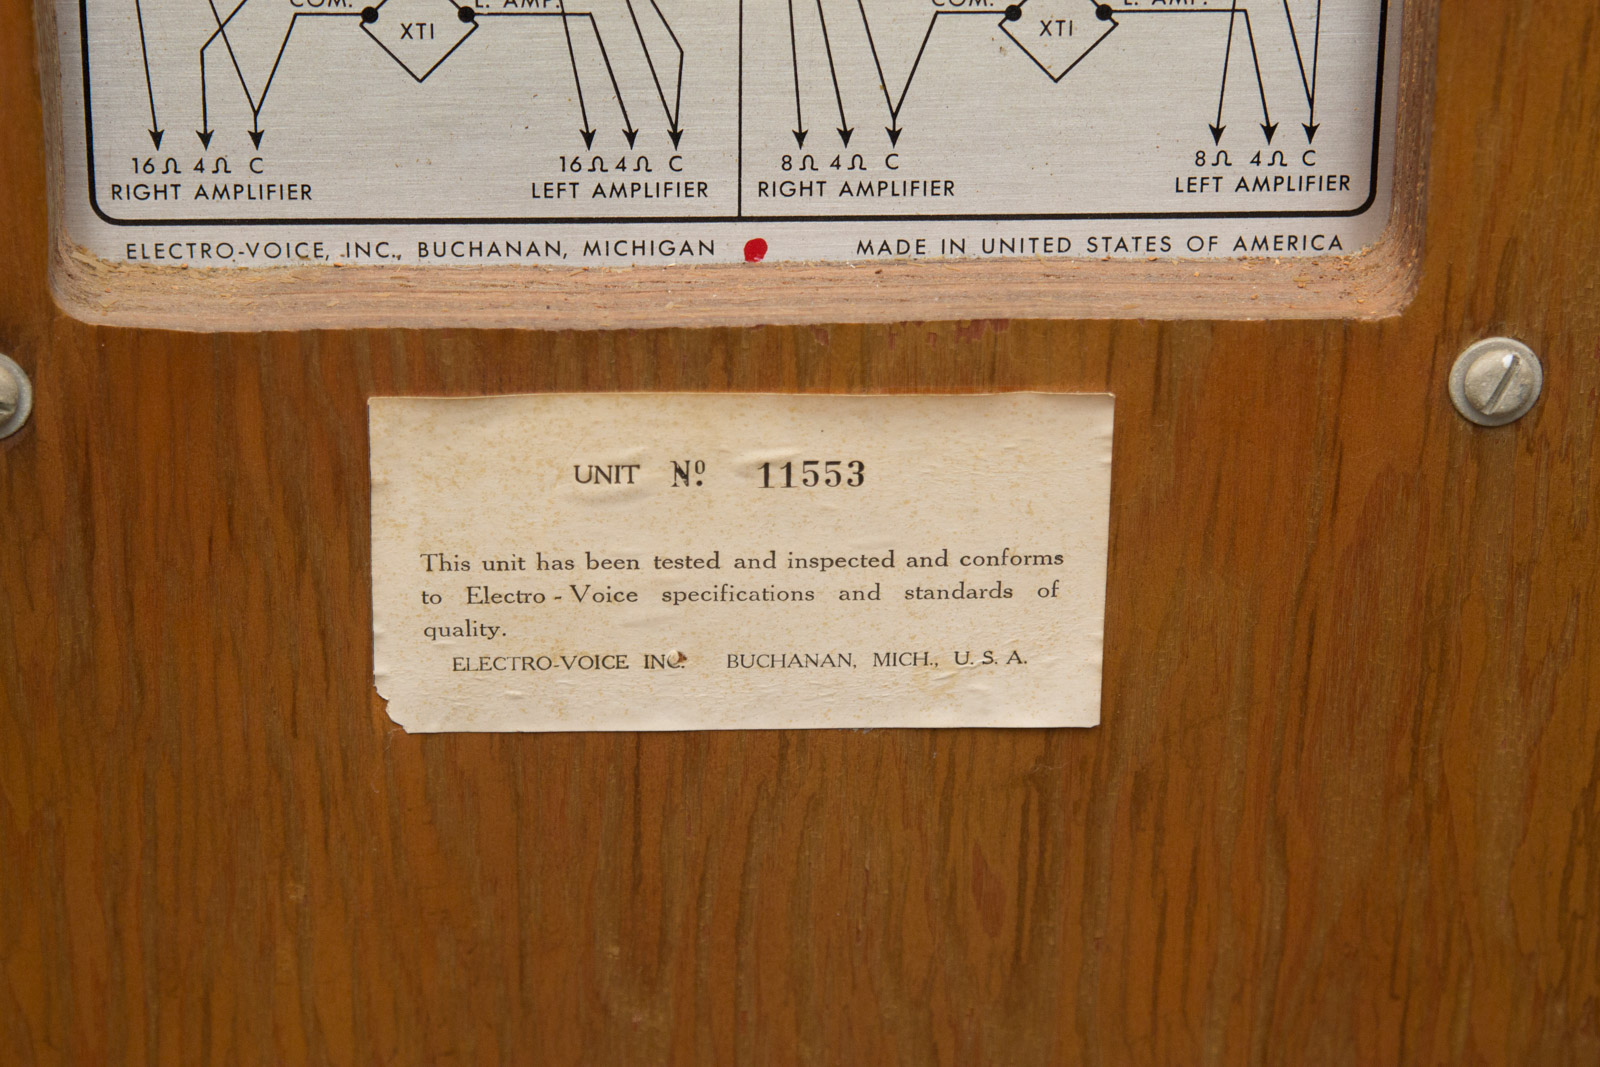 COM. L. AMP. COM. L. AMP.
XT1 XT1
16Ω 4Ω C 16Ω 4Ω C 8Ω 4Ω C 8Ω 4Ω C
RIGHT AMPLIFIER LEFT AMPLIFIER RIGHT AMPLIFIER LEFT AMPLIFIER
ELECTRO-VOICE, INC., BUCHANAN, MICHIGAN MADE IN UNITED STATES OF AMERICA
UNIT Nº. 11553
This unit has been tested and inspected and conforms
to Electro - Voice specifications and standards of
quality.
ELECTRO-VOICE INC. BUCHANAN, MICH., U. S. A.